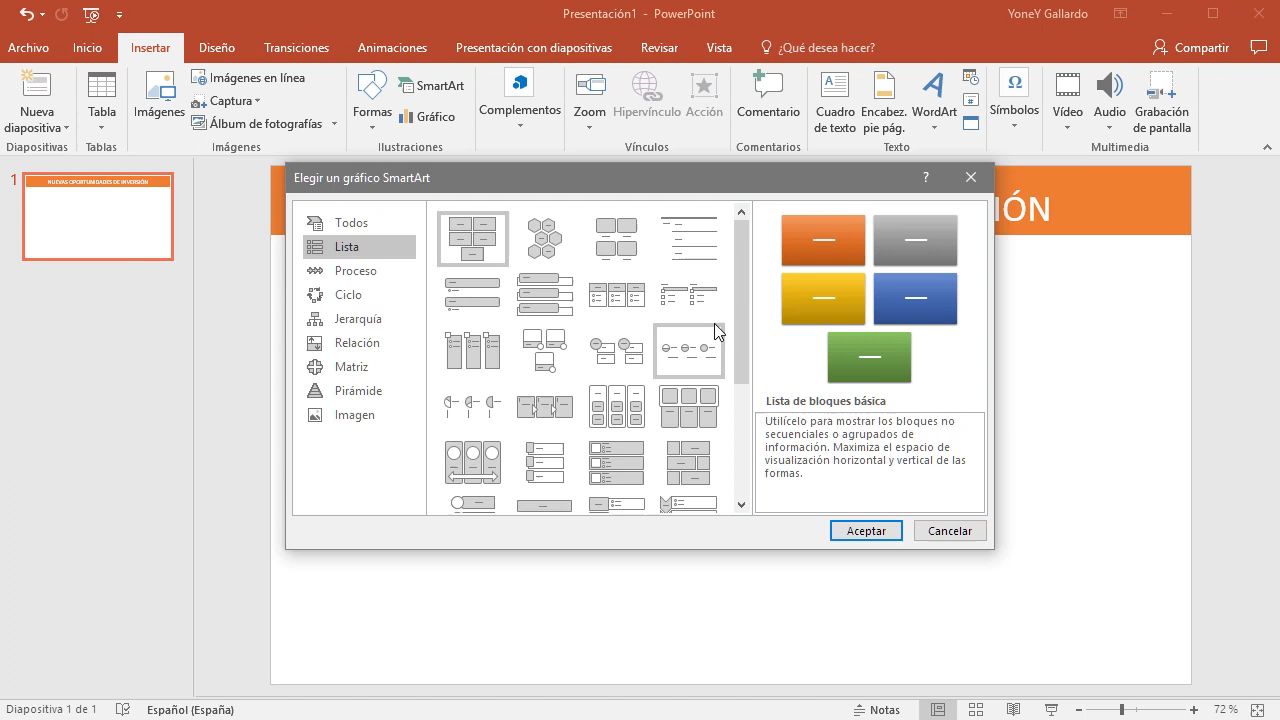 Presentación1 - PowerPoint
YoneY Gallardo
Archivo
Inicio
Insertar
Diseño
Transiciones
Animaciones
Presentación con diapositivas
Revisar
Vista
¿Qué desea hacer?
Compartir
Nueva
diapositiva
Diapositivas
Tabla
Tablas
Imágenes
Imágenes en línea
Captura
Álbum de fotografías
Imágenes
Formas
SmartArt
Gráfico
Ilustraciones
Complementos
Zoom
Hipervínculo
Acción
Vínculos
Comentario
Comentarios
Cuadro
de texto
Encabez.
pie pág.
WordArt
Texto
Símbolos
Vídeo
Audio
Grabación
de pantalla
Multimedia
1
NUEVAS OPORTUNIDADES DE INVERSIÓN
IÓN
Elegir un gráfico SmartArt
?
Todos
Lista
Proceso
Ciclo
Jerarquía
Relación
Matriz
Pirámide
Imagen
Lista de bloques básica
Utilícelo para mostrar los bloques no
secuenciales o agrupados de
información. Maximiza el espacio de
visualización horizontal y vertical de las
formas.
Aceptar
Cancelar
Diapositiva 1 de 1
Español (España)
Notas
72 %